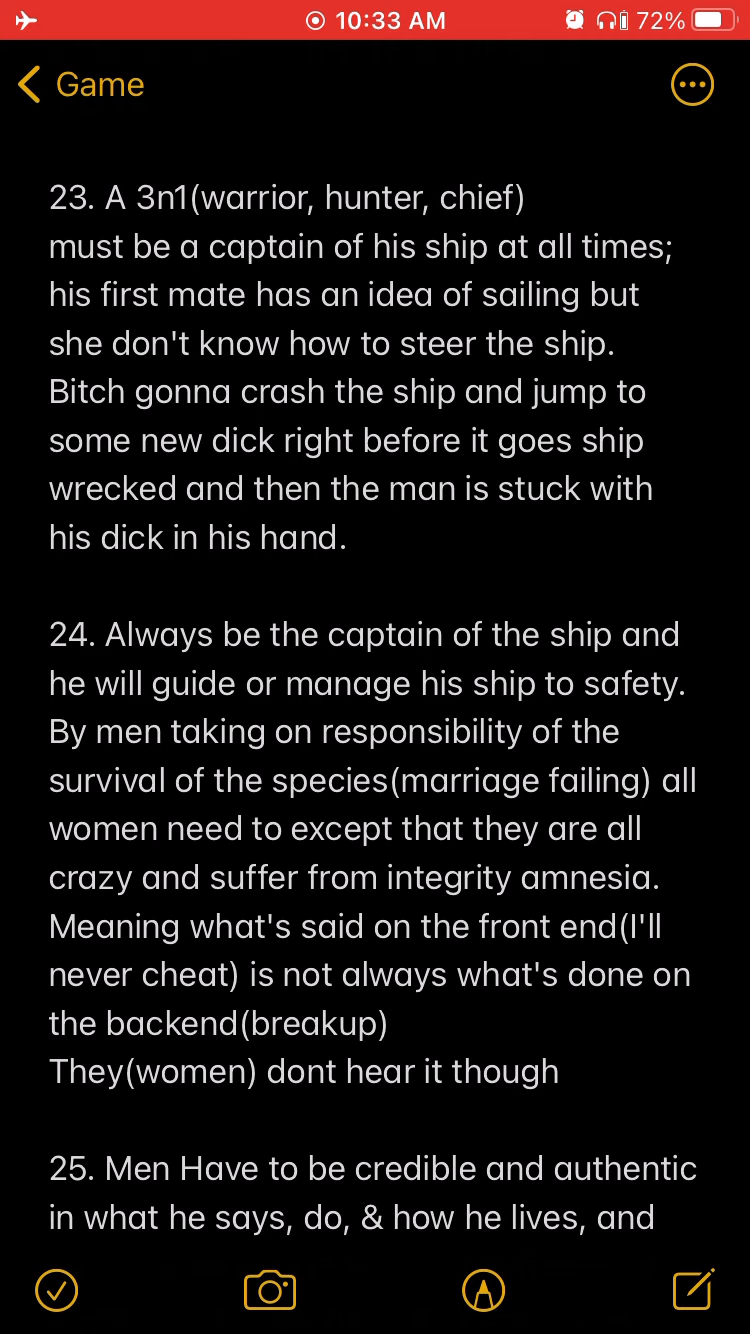 10:33 AM
72%
Game
23. A 3n1(warrior, hunter, chief)
must be a captain of his ship at all times;
his first mate has an idea of sailing but
she don't know how to steer the ship.
Bitch gonna crash the ship and jump to
some new dick right before it goes ship
wrecked and then the man is stuck with
his dick in his hand.
24. Always be the captain of the ship and
he will guide or manage his ship to safety.
By men taking on responsibility of the
survival of the species(marriage failing) all
women need to except that they are all
crazy and suffer from integrity amnesia.
Meaning what's said on the front end(I'll
never cheat) is not always what's done on
the backend(breakup)
They(women) dont hear it though
25. Men Have to be credible and authentic
in what he says, do, & how he lives, and